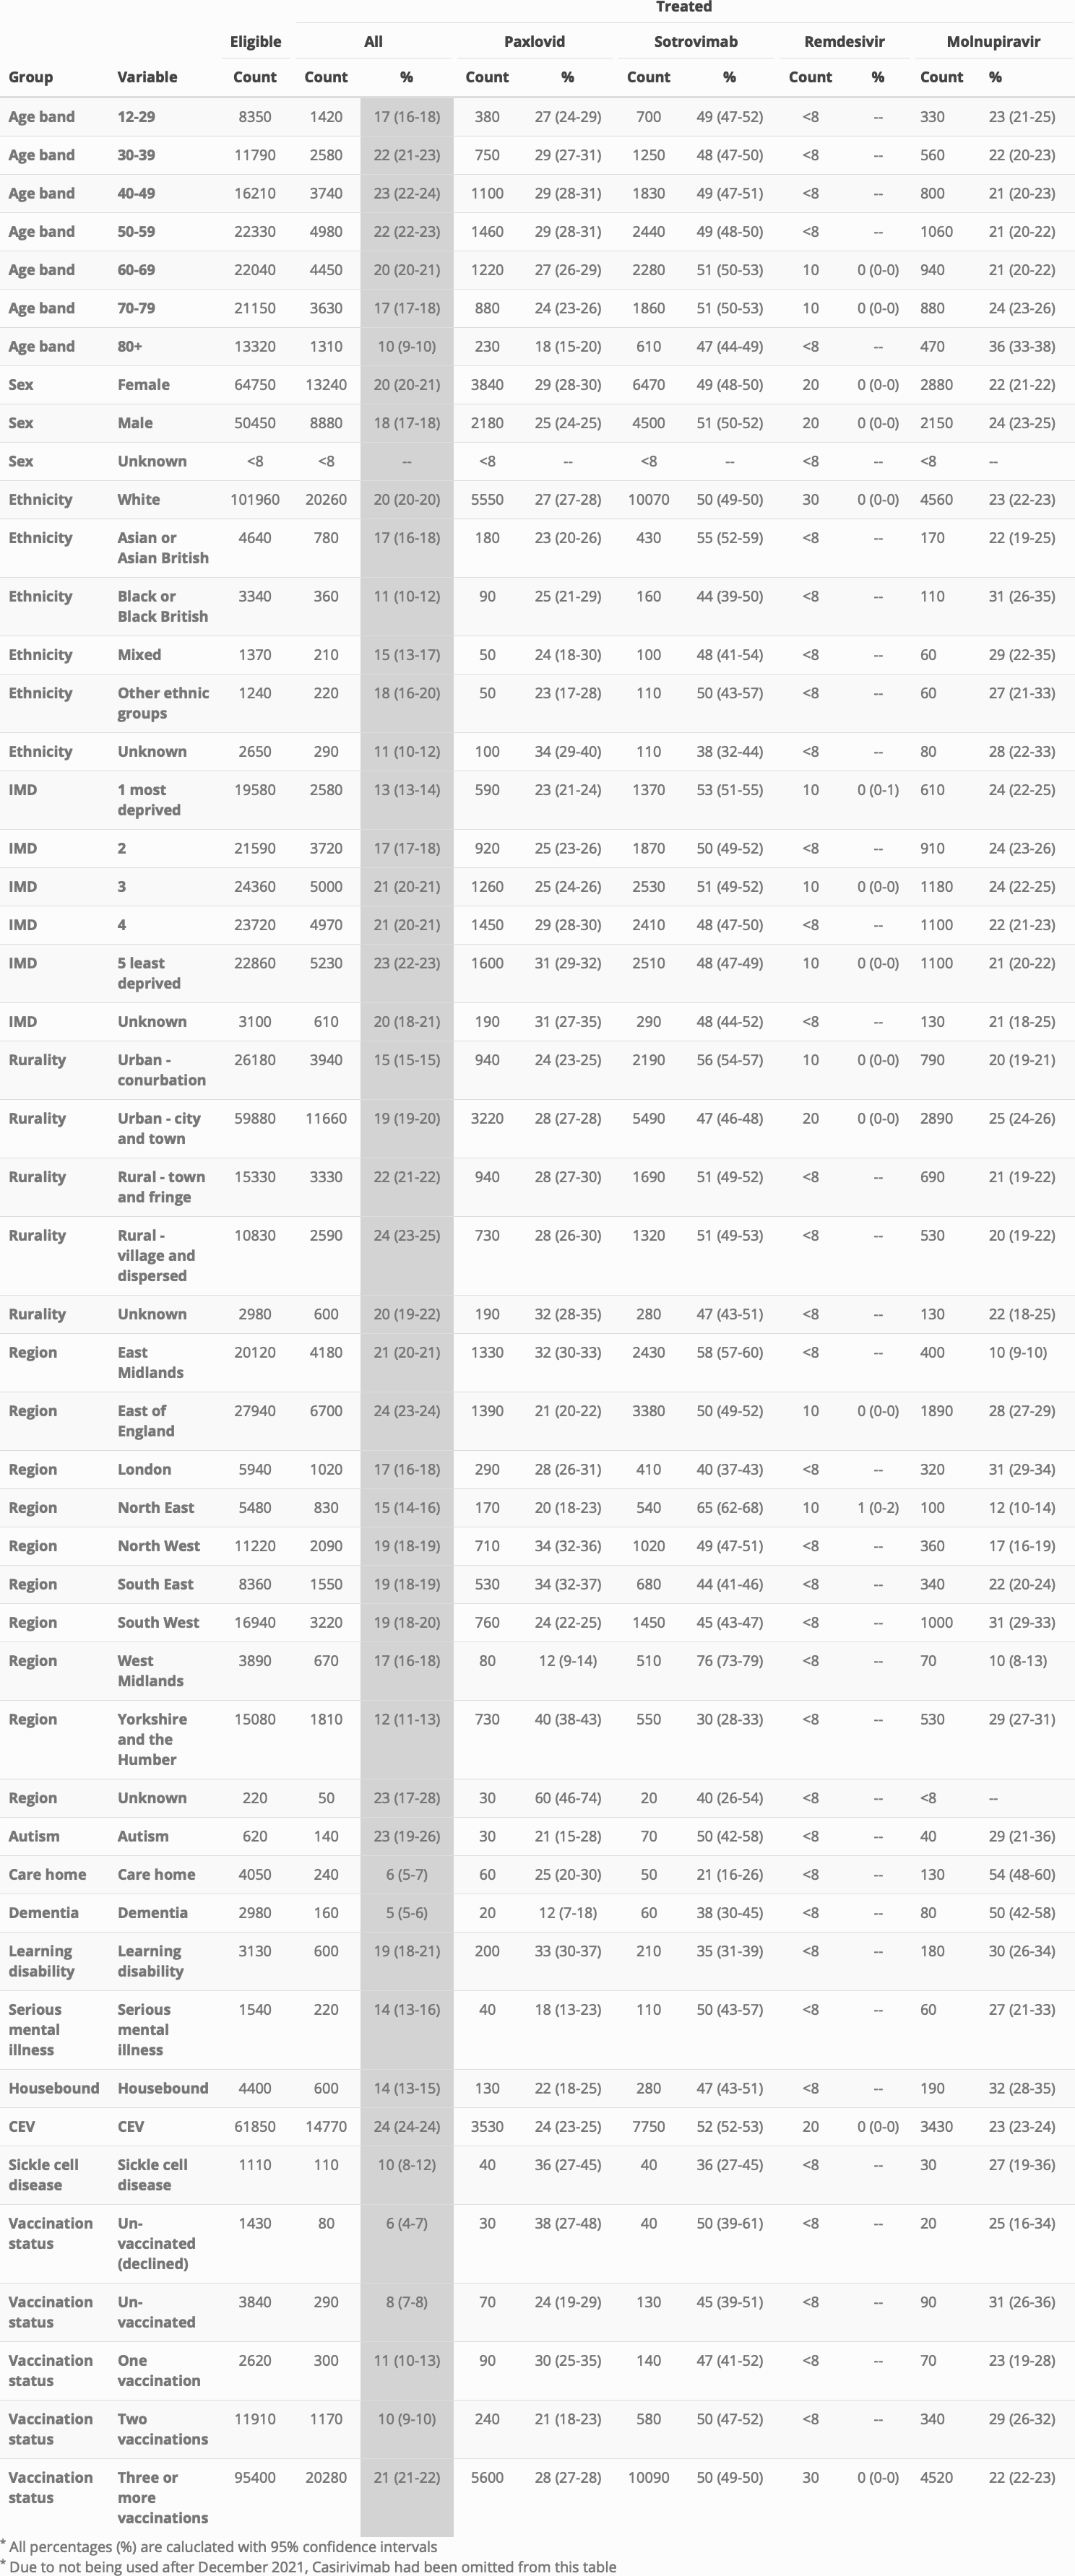 Treated
Eligible All Paxlovid Sotrovimab Remdesivir Molnupiravir
Group Variable Count Count % Count % Count % Count % Count %
Age band 12-29 8350 1420 17 (16-18) 380 27 (24-29) 700 49 (47-52) <8 -- 330 23 (21-25)
Age band 30-39 11790 2580 22 (21-23) 750 29 (27-31) 1250 48 (47-50) <8 -- 560 22 (20-23)
Age band 40-49 16210 3740 23 (22-24) 1100 29 (28-31) 1830 49 (47-51) <8 -- 800 21 (20-23)
Age band 50-59 22330 4980 22 (22-23) 1460 29 (28-31) 2440 49 (48-50) <8 -- 1060 21 (20-22)
Age band 60-69 22040 4450 20 (20-21) 1220 27 (26-29) 2280 51 (50-53) 10 0 (0-0) 940 21 (20-22)
Age band 70-79 21150 3630 17 (17-18) 880 24 (23-26) 1860 51 (50-53) 10 0 (0-0) 880 24 (23-26)
Age band 80+ 13320 1310 10 (9-10) 230 18 (15-20) 610 47 (44-49) <8 -- 470 36 (33-38)
Sex Female 64750 13240 20 (20-21) 3840 29 (28-30) 6470 49 (48-50) 20 0 (0-0) 2880 22 (21-22)
Sex Male 50450 8880 18 (17-18) 2180 25 (24-25) 4500 51 (50-52) 20 0 (0-0) 2150 24 (23-25)
Sex Unknown <8 <8 -- <8 -- <8 -- <8 -- <8 --
Ethnicity White 101960 20260 20 (20-20) 5550 27 (27-28) 10070 50 (49-50) 30 0 (0-0) 4560 23 (22-23)
Ethnicity Asian or 4640 780 17 (16-18) 180 23 (20-26) 430 55 (52-59) <8 -- 170 22 (19-25)
Asian British
Ethnicity Black or 3340 360 11 (10-12) 90 25 (21-29) 160 44 (39-50) <8 -- 110 31 (26-35)
Black British
Ethnicity Mixed 1370 210 15 (13-17) 50 24 (18-30) 100 48 (41-54) <8 -- 60 29 (22-35)
Ethnicity Other ethnic 1240 220 18 (16-20) 50 23 (17-28) 110 50 (43-57) <8 -- 60 27 (21-33)
groups
Ethnicity Unknown 2650 290 11 (10-12) 100 34 (29-40) 110 38 (32-44) <8 -- 80 28 (22-33)
IMD 1 most 19580 2580 13 (13-14) 590 23 (21-24) 1370 53 (51-55) 10 0 (0-1) 610 24 (22-25)
deprived
IMD 2 21590 3720 17 (17-18) 920 25 (23-26) 1870 50 (49-52) <8 -- 910 24 (23-26)
IMD 3 24360 5000 21 (20-21) 1260 25 (24-26) 2530 51 (49-52) 10 0 (0-0) 1180 24 (22-25)
IMD 4 23720 4970 21 (20-21) 1450 29 (28-30) 2410 48 (47-50) <8 -- 1100 22 (21-23)
IMD 5 least 22860 5230 23 (22-23) 1600 31 (29-32) 2510 48 (47-49) 10 0 (0-0) 1100 21 (20-22)
deprived
IMD Unknown 3100 610 20 (18-21) 190 31 (27-35) 290 48 (44-52) <8 -- 130 21 (18-25)
Rurality Urban - 26180 3940 15 (15-15) 940 24 (23-25) 2190 56 (54-57) 10 0 (0-0) 790 20 (19-21)
conurbation
Rurality Urban - city 59880 11660 19 (19-20) 3220 28 (27-28) 5490 47 (46-48) 20 0 (0-0) 2890 25 (24-26)
and town
Rurality Rural - town 15330 3330 22 (21-22) 940 28 (27-30) 1690 51 (49-52) <8 -- 690 21 (19-22)
and fringe
Rurality Rural - 10830 2590 24 (23-25) 730 28 (26-30) 1320 51 (49-53) <8 -- 530 20 (19-22)
village and
dispersed
Rurality Unknown 2980 600 20 (19-22) 190 32 (28-35) 280 47 (43-51) <8 -- 130 22 (18-25)
Region East 20120 4180 21 (20-21) 1330 32 (30-33) 2430 58 (57-60) <8 -- 400 10 (9-10)
Midlands
Region East of 27940 6700 24 (23-24) 1390 21 (20-22) 3380 50 (49-52) 10 0 (0-0) 1890 28 (27-29)
England
Region London 5940 1020 17 (16-18) 290 28 (26-31) 410 40 (37-43) <8 -- 320 31 (29-34)
Region North East 5480 830 15 (14-16) 170 20 (18-23) 540 65 (62-68) 10 1 (0-2) 100 12 (10-14)
Region North West 11220 2090 19 (18-19) 710 34 (32-36) 1020 49 (47-51) <8 -- 360 17 (16-19)
Region South East 8360 1550 19 (18-19) 530 34 (32-37) 680 44 (41-46) <8 -- 340 22 (20-24)
Region South West 16940 3220 19 (18-20) 760 24 (22-25) 1450 45 (43-47) <8 -- 1000 31 (29-33)
Region West 3890 670 17 (16-18) 80 12 (9-14) 510 76 (73-79) <8 -- 70 10 (8-13)
Midlands
Region Yorkshire 15080 1810 12 (11-13) 730 40 (38-43) 550 30 (28-33) <8 -- 530 29 (27-31)
and the
Humber
Region Unknown 220 50 23 (17-28) 30 60 (46-74) 20 40 (26-54) <8 -- <8 --
Autism Autism 620 140 23 (19-26) 30 21 (15-28) 70 50 (42-58) <8 -- 40 29 (21-36)
Care home Care home 4050 240 6 (5-7) 60 25 (20-30) 50 21 (16-26) <8 -- 130 54 (48-60)
Dementia Dementia 2980 160 5 (5-6) 20 12 (7-18) 60 38 (30-45) <8 -- 80 50 (42-58)
Learning Learning 3130 600 19 (18-21) 200 33 (30-37) 210 35 (31-39) <8 -- 180 30 (26-34)
disability disability
Serious Serious 1540 220 14 (13-16) 40 18 (13-23) 110 50 (43-57) <8 -- 60 27 (21-33)
mental mental
illness illness
Housebound Housebound 4400 600 14 (13-15) 130 22 (18-25) 280 47 (43-51) <8 -- 190 32 (28-35)
CEV CEV 61850 14770 24 (24-24) 3530 24 (23-25) 7750 52 (52-53) 20 0 (0-0) 3430 23 (23-24)
Sickle cell Sickle cell 1110 110 10 (8-12) 40 36 (27-45) 40 36 (27-45) <8 -- 30 27 (19-36)
disease disease
Vaccination Un- 1430 80 6 (4-7) 30 38 (27-48) 40 50 (39-61) <8 -- 20 25 (16-34)
status vaccinated
(declined)
Vaccination Un- 3840 290 8 (7-8) 70 24 (19-29) 130 45 (39-51) <8 -- 90 31 (26-36)
status vaccinated
Vaccination One 2620 300 11 (10-13) 90 30 (25-35) 140 47 (41-52) <8 -- 70 23 (19-28)
status vaccination
Vaccination Two 11910 1170 10 (9-10) 240 21 (18-23) 580 50 (47-52) <8 -- 340 29 (26-32)
status vaccinations
Vaccination Three or 95400 20280 21 (21-22) 5600 28 (27-28) 10090 50 (49-50) 30 0 (0-0) 4520 22 (22-23)
status more
vaccinations
* All percentages (%) are caluclated with 95% confidence intervals
* Due to not being used after December 2021, Casirivimab had been omitted from this table